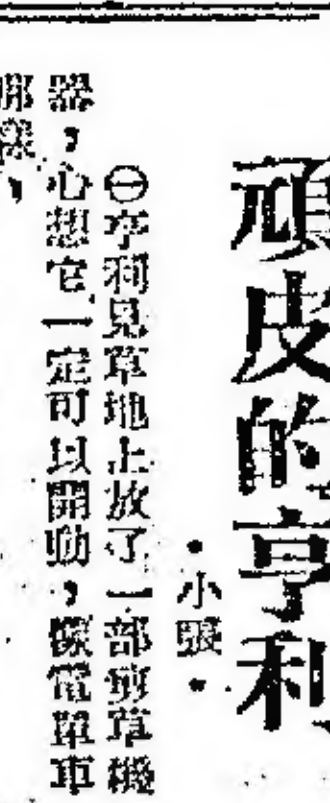 頑皮的亨利
·小張·
㊀亨利見草地上放了一部剪草機
器，心想它一定可以開動，像電單車
那樣，